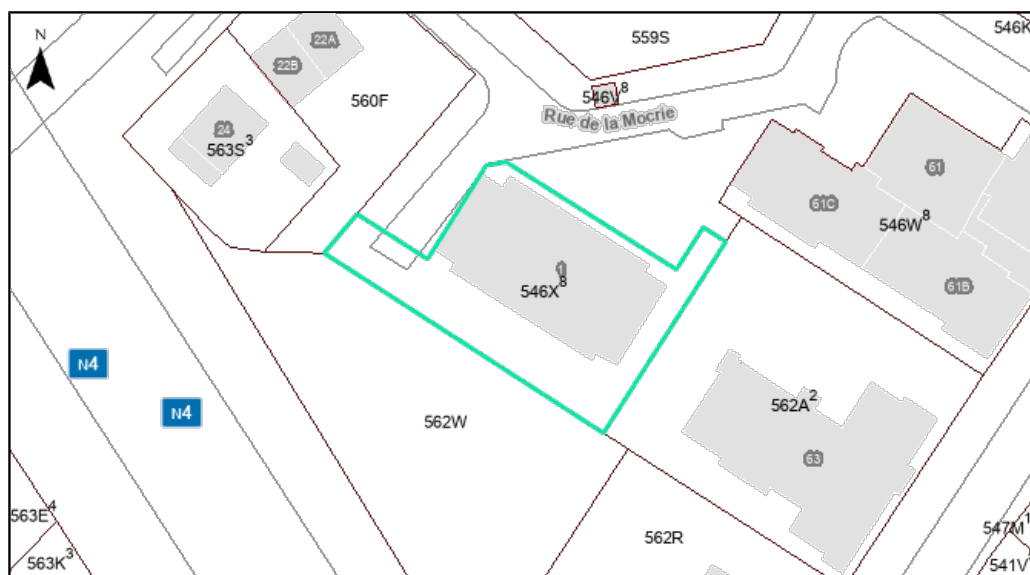 N
22A
22B
559S
546K
560F
546V⁸
Rue de la Mocrie
24
563S³
61
61C
546W⁸
1
546X⁸
61B
N4
N4
562W
562A²
63
563E⁴
563K³
562R
547M¹
541V